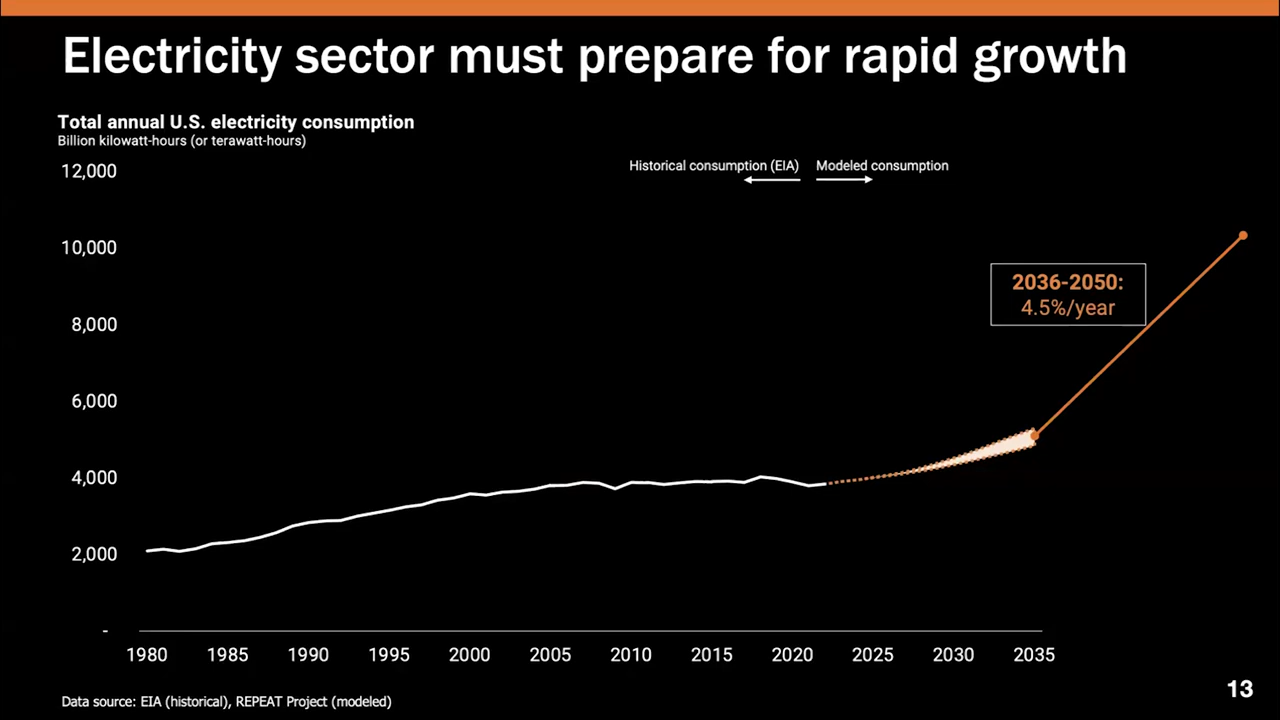 Electricity sector must prepare for rapid growth
Total annual U.S. electricity consumption
Billion kilowatt-hours (or terawatt-hours)
12,000
Historical consumption (EIA)
Modeled consumption
10,000
2036-2050:
4.5%/year
8,000
6,000
4,000
2,000
-
1980 1985 1990 1995 2000 2005 2010 2015 2020 2025 2030 2035
Data source: EIA (historical), REPEAT Project (modeled)
13